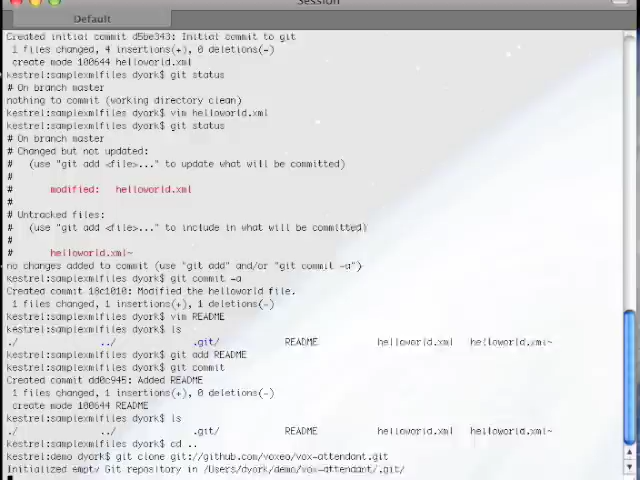 Session
Default
Created initial commit d5be343: Initial commit to git
1 files changed, 4 insertions(+), 0 deletions(-)
create mode 100644 helloworld.xml
kestrel:samplexmlfiles dyork$ git status
# On branch master
nothing to commit (working directory clean)
kestrel:samplexmlfiles dyork$ vim helloworld.xml
kestrel:samplexmlfiles dyork$ git status
# On branch master
# Changed but not updated:
#   (use "git add <file>..." to update what will be committed)
#
#       modified:   helloworld.xml
#
# Untracked files:
#   (use "git add <file>..." to include in what will be committed)
#
#       helloworld.xml~
no changes added to commit (use "git add" and/or "git commit -a")
kestrel:samplexmlfiles dyork$ git commit -a
Created commit 18c1010: Modified the helloworld file.
1 files changed, 1 insertions(+), 1 deletions(-)
kestrel:samplexmlfiles dyork$ vim README
kestrel:samplexmlfiles dyork$ ls
./ ../ .git/ README helloworld.xml helloworld.xml~
kestrel:samplexmlfiles dyork$ git add README
kestrel:samplexmlfiles dyork$ git commit
Created commit dd0c945: Added README
1 files changed, 1 insertions(+), 0 deletions(-)
create mode 100644 README
kestrel:samplexmlfiles dyork$ ls
./ ../ .git/ README helloworld.xml helloworld.xml~
kestrel:samplexmlfiles dyork$ cd ..
kestrel:demo dyork$ git clone git://github.com/voxeo/vox-attendant.git
Initialized empty Git repository in /Users/dyork/demo/vox-attendant/.git/